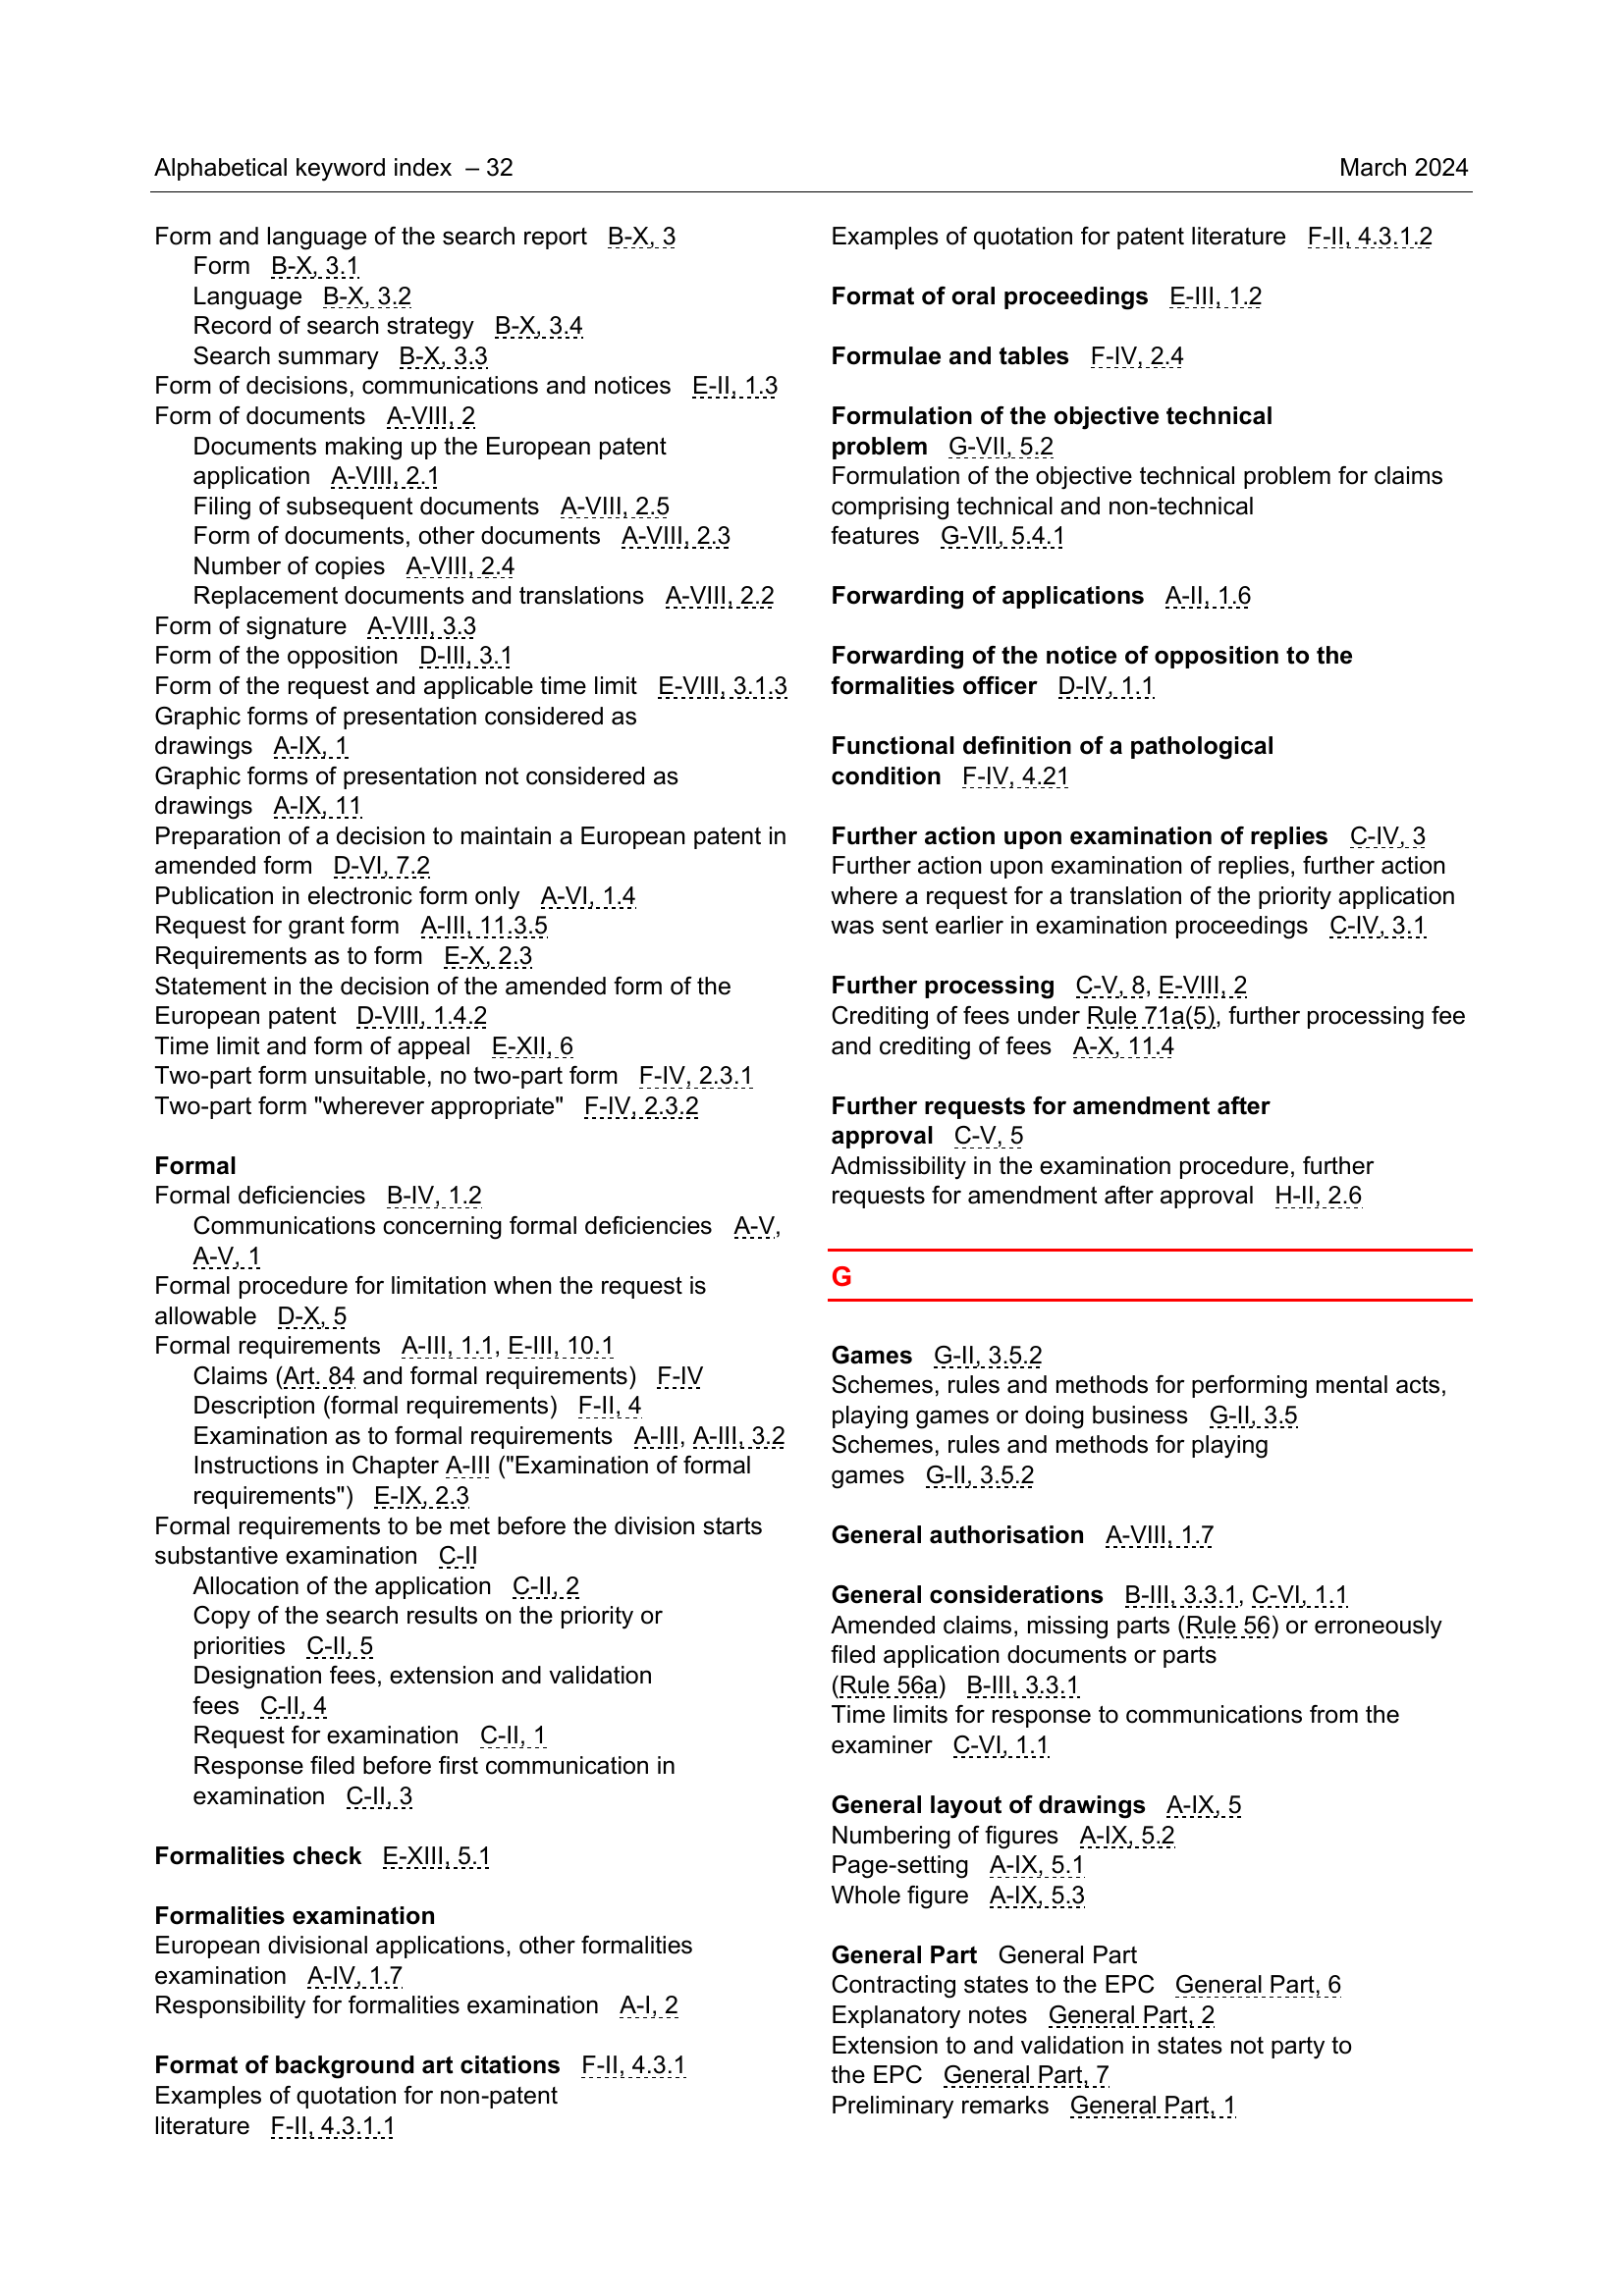 Alphabetical keyword index – 32
March 2024
Form and language of the search report B-X, 3
Form B-X, 3.1
Language B-X, 3.2
Record of search strategy B-X, 3.4
Search summary B-X, 3.3
Form of decisions, communications and notices E-II, 1.3
Form of documents A-VIII, 2
Documents making up the European patent
application A-VIII, 2.1
Filing of subsequent documents A-VIII, 2.5
Form of documents, other documents A-VIII, 2.3
Number of copies A-VIII, 2.4
Replacement documents and translations A-VIII, 2.2
Form of signature A-VIII, 3.3
Form of the opposition D-III, 3.1
Form of the request and applicable time limit E-VIII, 3.1.3
Graphic forms of presentation considered as
drawings A-IX, 1
Graphic forms of presentation not considered as
drawings A-IX, 11
Preparation of a decision to maintain a European patent in
amended form D-VI, 7.2
Publication in electronic form only A-VI, 1.4
Request for grant form A-III, 11.3.5
Requirements as to form E-X, 2.3
Statement in the decision of the amended form of the
European patent D-VIII, 1.4.2
Time limit and form of appeal E-XII, 6
Two-part form unsuitable, no two-part form F-IV, 2.3.1
Two-part form "wherever appropriate" F-IV, 2.3.2
Formal
Formal deficiencies B-IV, 1.2
Communications concerning formal deficiencies A-V,
A-V, 1
Formal procedure for limitation when the request is
allowable D-X, 5
Formal requirements A-III, 1.1, E-III, 10.1
Claims (Art. 84 and formal requirements) F-IV
Description (formal requirements) F-II, 4
Examination as to formal requirements A-III, A-III, 3.2
Instructions in Chapter A-III ("Examination of formal
requirements") E-IX, 2.3
Formal requirements to be met before the division starts
substantive examination C-II
Allocation of the application C-II, 2
Copy of the search results on the priority or
priorities C-II, 5
Designation fees, extension and validation
fees C-II, 4
Request for examination C-II, 1
Response filed before first communication in
examination C-II, 3
Formalities check E-XIII, 5.1
Formalities examination
European divisional applications, other formalities
examination A-IV, 1.7
Responsibility for formalities examination A-I, 2
Format of background art citations F-II, 4.3.1
Examples of quotation for non-patent
literature F-II, 4.3.1.1
Examples of quotation for patent literature F-II, 4.3.1.2
Format of oral proceedings E-III, 1.2
Formulae and tables F-IV, 2.4
Formulation of the objective technical
problem G-VII, 5.2
Formulation of the objective technical problem for claims
comprising technical and non-technical
features G-VII, 5.4.1
Forwarding of applications A-II, 1.6
Forwarding of the notice of opposition to the
formalities officer D-IV, 1.1
Functional definition of a pathological
condition F-IV, 4.21
Further action upon examination of replies C-IV, 3
Further action upon examination of replies, further action
where a request for a translation of the priority application
was sent earlier in examination proceedings C-IV, 3.1
Further processing C-V, 8, E-VIII, 2
Crediting of fees under Rule 71a(5), further processing fee
and crediting of fees A-X, 11.4
Further requests for amendment after
approval C-V, 5
Admissibility in the examination procedure, further
requests for amendment after approval H-II, 2.6
G
Games G-II, 3.5.2
Schemes, rules and methods for performing mental acts,
playing games or doing business G-II, 3.5
Schemes, rules and methods for playing
games G-II, 3.5.2
General authorisation A-VIII, 1.7
General considerations B-III, 3.3.1, C-VI, 1.1
Amended claims, missing parts (Rule 56) or erroneously
filed application documents or parts
(Rule 56a) B-III, 3.3.1
Time limits for response to communications from the
examiner C-VI, 1.1
General layout of drawings A-IX, 5
Numbering of figures A-IX, 5.2
Page-setting A-IX, 5.1
Whole figure A-IX, 5.3
General Part General Part
Contracting states to the EPC General Part, 6
Explanatory notes General Part, 2
Extension to and validation in states not party to
the EPC General Part, 7
Preliminary remarks General Part, 1